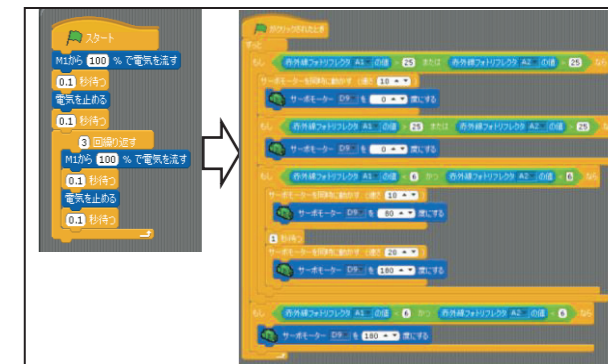 スタート
M1から 100 % で電気を流す
0.1 秒待つ
電気を止める
0.1 秒待つ
3 回繰り返す
M1から 100 % で電気を流す
0.1 秒待つ
電気を止める
0.1 秒待つ
がクリックされたとき
ずっと
もし 赤外線フォトリフレクタ A1 の値 25 または 赤外線フォトリフレクタ A2 の値 25 なら
サーボモーターを同時に動かす (速さ 10 )
サーボモーター D9 を 0 度にする
もし 赤外線フォトリフレクタ A1 の値 25 または 赤外線フォトリフレクタ A2 の値 25
サーボモーター D9 を 0 度にする
もし 赤外線フォトリフレクタ A1 の値 6 かつ 赤外線フォトリフレクタ A2 の値 6 なら
サーボモーターを同時に動かす (速さ 10 )
サーボモーター D9 を 80 度にする
1 秒待つ
サーボモーターを同時に動かす (速さ 20 )
サーボモーター D9 を 180 度にする
もし 赤外線フォトリフレクタ A1 の値 6 かつ 赤外線フォトリフレクタ A2 の値 6 なら
サーボモーター D9 を 180 度にする